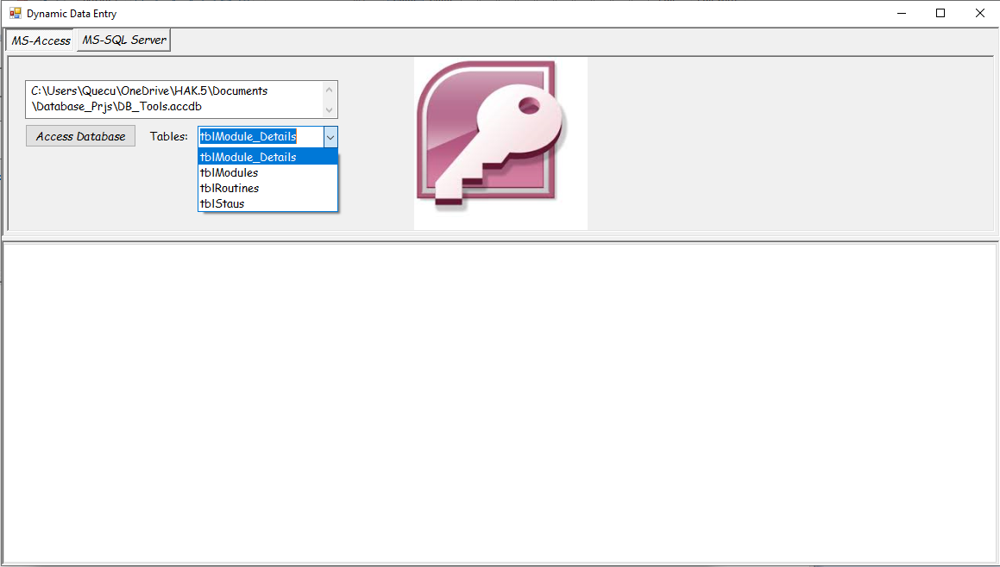 Dynamic Data Entry
MS-Access MS-SQL Server
C:\Users\Quecu\OneDrive\HAK.5\Documents
\Database_Prjs\DB_Tools.accdb
Access Database Tables: tblModule_Details
tblModule_Details
tblModules
tblRoutines
tblStaus